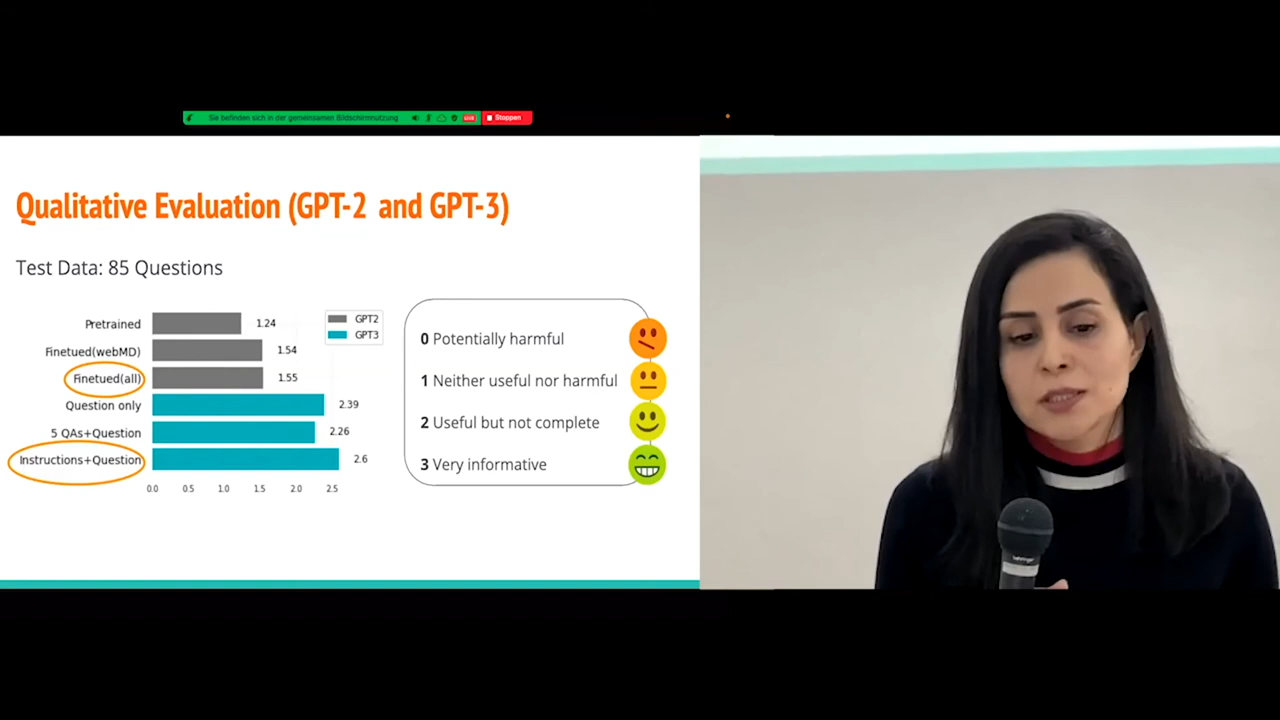 Sie befinden sich in der gemeinsamen Bildschirmnutzung
LIVE
Stoppen
Qualitative Evaluation (GPT-2 and GPT-3)
Test Data: 85 Questions
Pretrained 1.24
Finetued(webMD) 1.54
Finetued(all) 1.55
Question only 2.39
5 QAs+Question 2.26
Instructions+Question 2.6
0.0 0.5 1.0 1.5 2.0 2.5
GPT2
GPT3
0 Potentially harmful
1 Neither useful nor harmful
2 Useful but not complete
3 Very informative
behringer